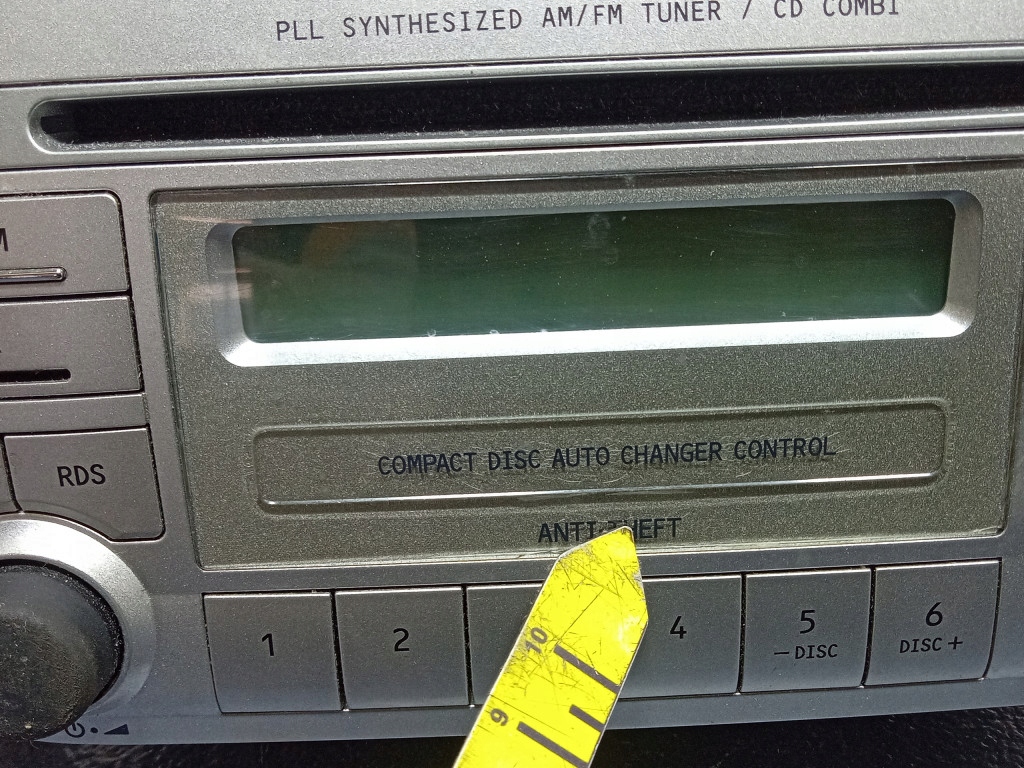 PLL SYNTHESIZED AM/FM TUNER / CD COMBI
M
RDS
COMPACT DISC AUTO CHANGER CONTROL
ANTI-THEFT
1
2
4
5
6
– DISC
DISC +
10
9